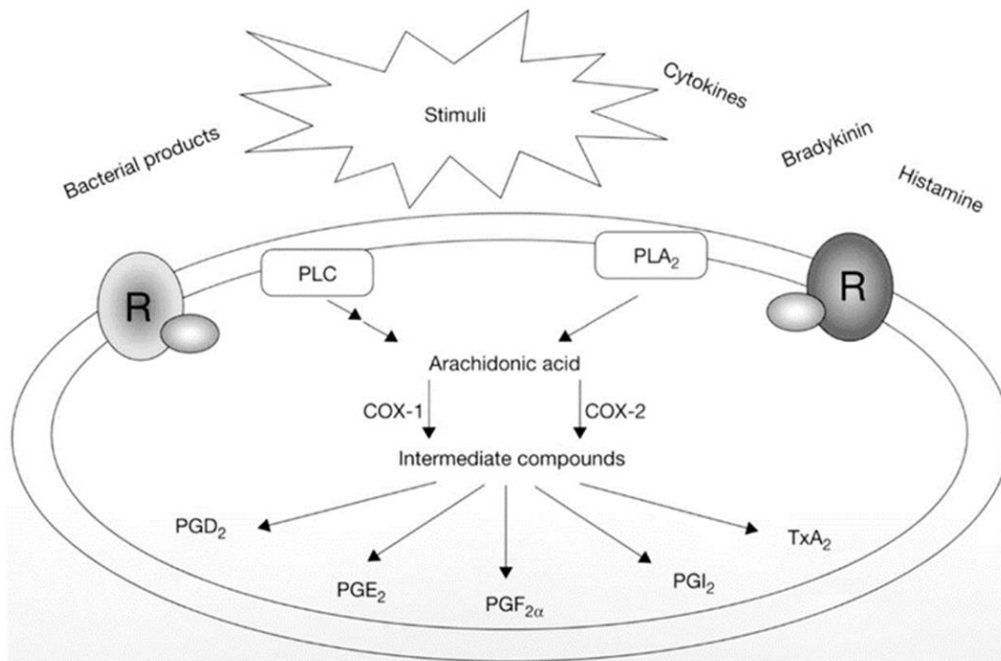 Stimuli
Cytokines
Bacterial products
Bradykinin
Histamine
R
PLC
PLA₂
R
Arachidonic acid
COX-1
COX-2
Intermediate compounds
PGD₂
TxA₂
PGE₂
PGF₂α
PGI₂